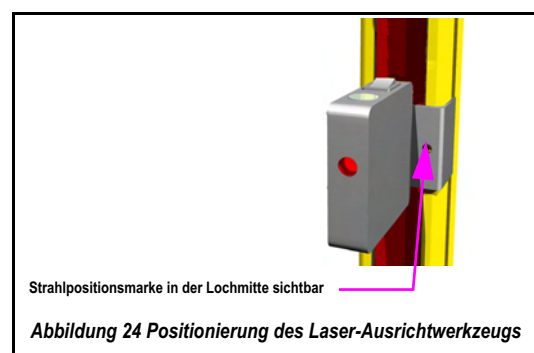 Strahlpositionsmarke in der Lochmitte sichtbar
Abbildung 24 Positionierung des Laser-Ausrichtwerkzeugs